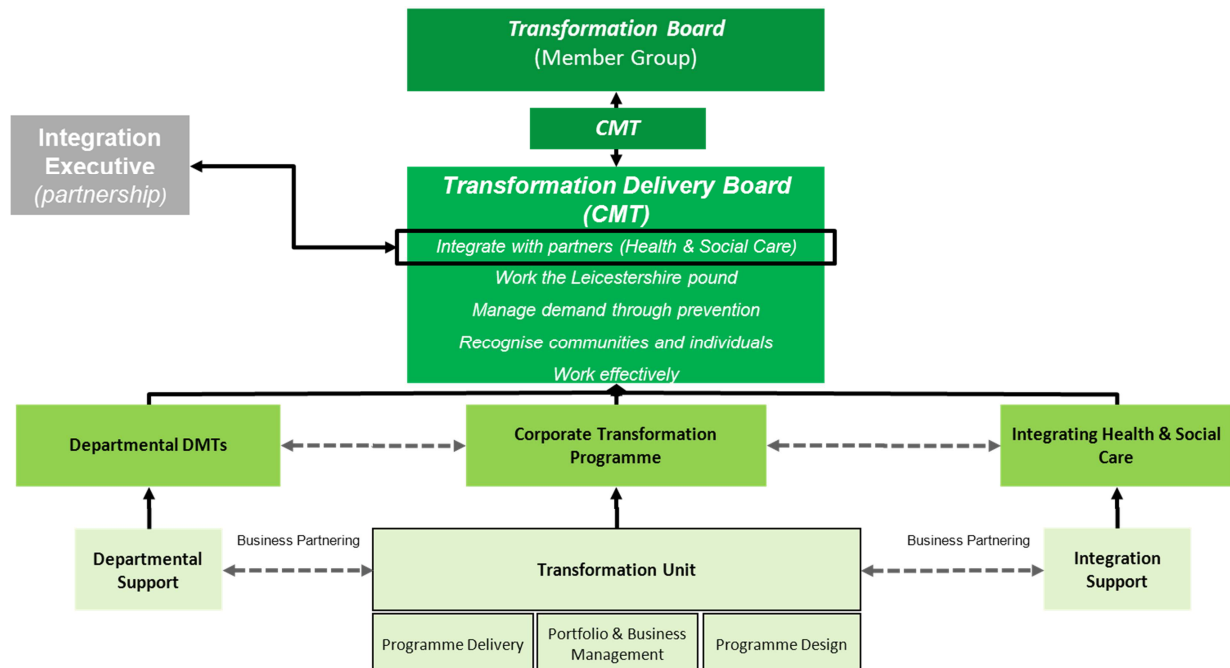 Transformation Board
(Member Group)
CMT
Integration
Executive
(partnership)
Transformation Delivery Board
(CMT)
Integrate with partners (Health & Social Care)
Work the Leicestershire pound
Manage demand through prevention
Recognise communities and individuals
Work effectively
Departmental DMTs
Corporate Transformation
Programme
Integrating Health & Social
Care
Departmental
Support
Business Partnering
Transformation Unit
Business Partnering
Integration
Support
Programme Delivery
Portfolio & Business
Management
Programme Design